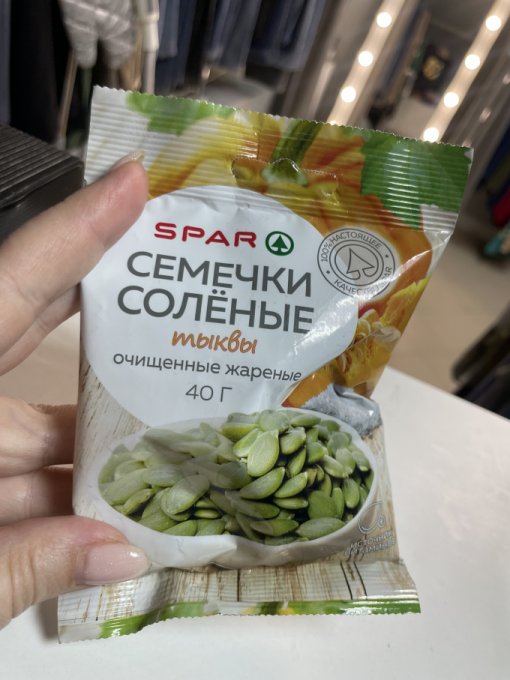 SPAR
СЕМЕЧКИ
СОЛЁНЫЕ
тыквы
очищенные жареные
40 Г
100% НАСТОЯЩЕЕ
КАЧЕСТВО